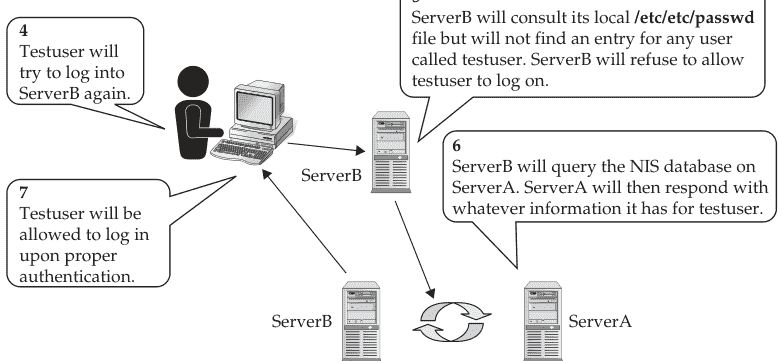 4
Testuser will
try to log into
ServerB again.
ServerB will consult its local /etc/etc/passwd
file but will not find an entry for any user
called testuser. ServerB will refuse to allow
testuser to log on.
ServerB
6
ServerB will query the NIS database on
ServerA. ServerA will then respond with
whatever information it has for testuser.
7
Testuser will be
allowed to log in
upon proper
authentication.
ServerB
ServerA